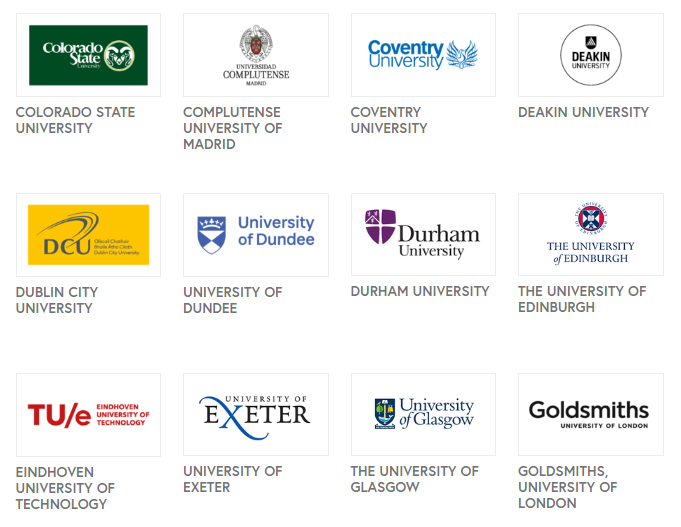 Colorado
State
University
UNIVERSIDAD
COMPLUTENSE
MADRID
Coventry
University
DEAKIN
UNIVERSITY
COLORADO STATE
UNIVERSITY
COMPLUTENSE
UNIVERSITY OF
MADRID
COVENTRY
UNIVERSITY
DEAKIN UNIVERSITY
DCU
Ollscoil Chathair
Bhaile Átha Cliath
Dublin City University
University
of Dundee
Durham
University
THE UNIVERSITY
of EDINBURGH
DUBLIN CITY
UNIVERSITY
UNIVERSITY OF
DUNDEE
DURHAM UNIVERSITY
THE UNIVERSITY OF
EDINBURGH
TU/e
EINDHOVEN
UNIVERSITY OF
TECHNOLOGY
UNIVERSITY OF
EXETER
University
of Glasgow
Goldsmiths
UNIVERSITY OF LONDON
EINDHOVEN
UNIVERSITY OF
TECHNOLOGY
UNIVERSITY OF
EXETER
THE UNIVERSITY OF
GLASGOW
GOLDSMITHS,
UNIVERSITY OF
LONDON